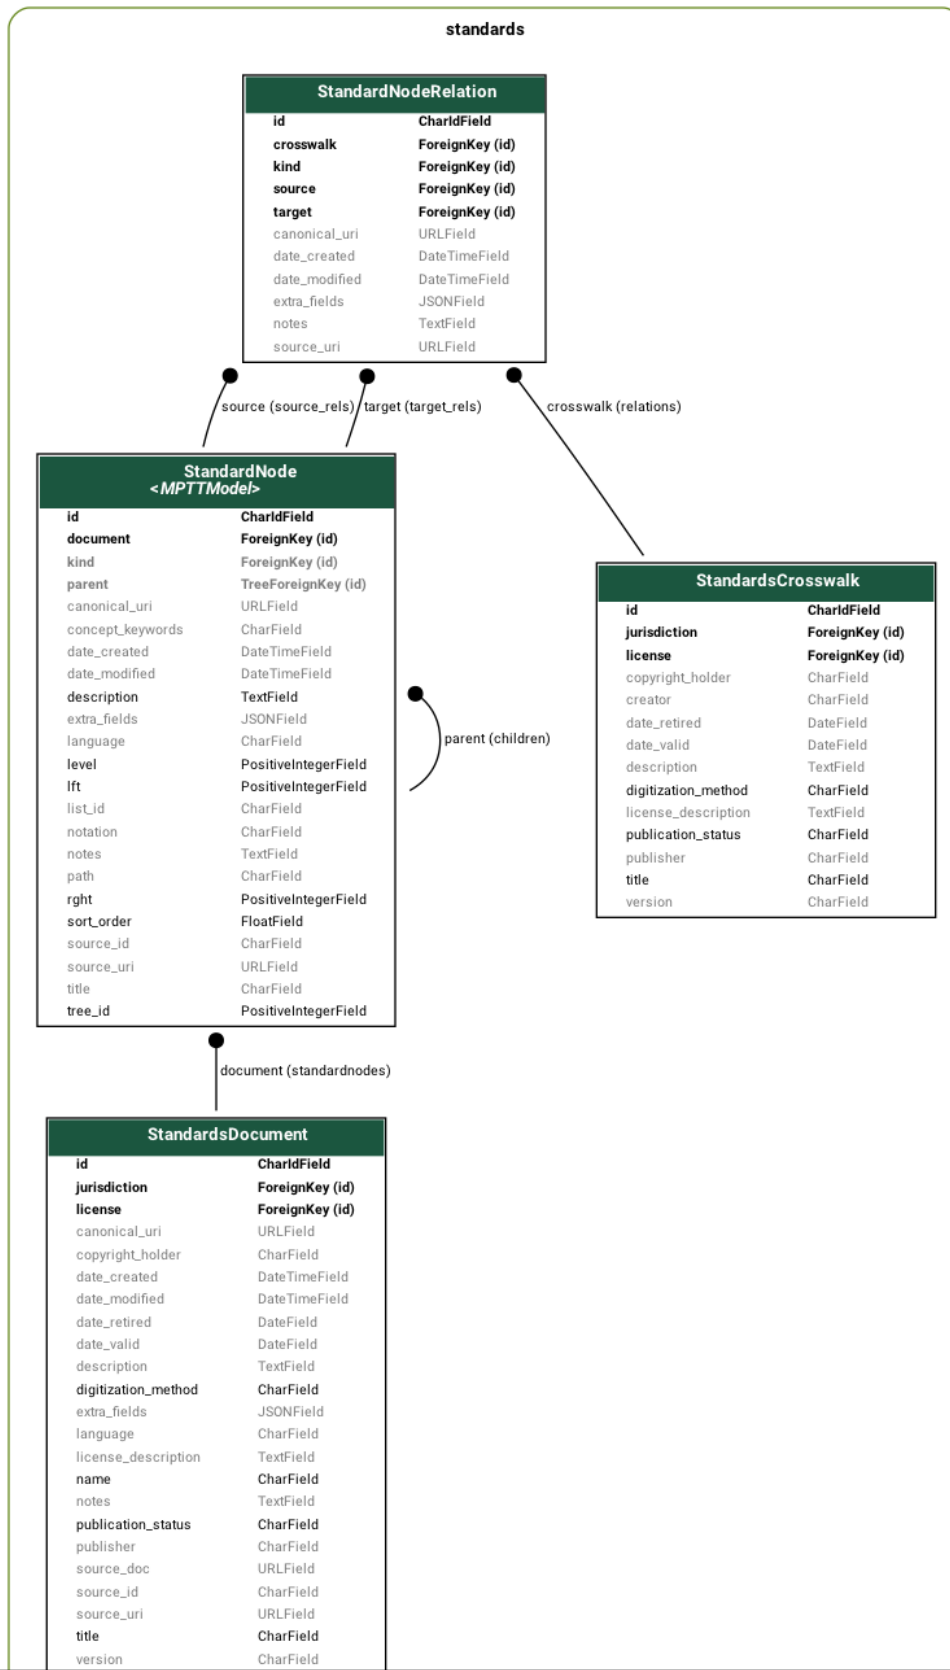 standards
StandardNodeRelation
id CharIdField
crosswalk ForeignKey (id)
kind ForeignKey (id)
source ForeignKey (id)
target ForeignKey (id)
canonical_uri URLField
date_created DateTimeField
date_modified DateTimeField
extra_fields JSONField
notes TextField
source_uri URLField
source (source_rels) target (target_rels) crosswalk (relations)
StandardNode
<MPTTModel>
id CharIdField
document ForeignKey (id)
kind ForeignKey (id)
parent TreeForeignKey (id)
canonical_uri URLField
concept_keywords CharField
date_created DateTimeField
date_modified DateTimeField
description TextField
extra_fields JSONField
language CharField
level PositiveIntegerField
lft PositiveIntegerField
list_id CharField
notation CharField
notes TextField
path CharField
rght PositiveIntegerField
sort_order FloatField
source_id CharField
source_uri URLField
title CharField
tree_id PositiveIntegerField
parent (children)
StandardsCrosswalk
id CharIdField
jurisdiction ForeignKey (id)
license ForeignKey (id)
copyright_holder CharField
creator CharField
date_retired DateField
date_valid DateField
description TextField
digitization_method CharField
license_description TextField
publication_status CharField
publisher CharField
title CharField
version CharField
document (standardnodes)
StandardsDocument
id CharIdField
jurisdiction ForeignKey (id)
license ForeignKey (id)
canonical_uri URLField
copyright_holder CharField
date_created DateTimeField
date_modified DateTimeField
date_retired DateField
date_valid DateField
description TextField
digitization_method CharField
extra_fields JSONField
language CharField
license_description TextField
name CharField
notes TextField
publication_status CharField
publisher CharField
source_doc URLField
source_id CharField
source_uri URLField
title CharField
version CharField